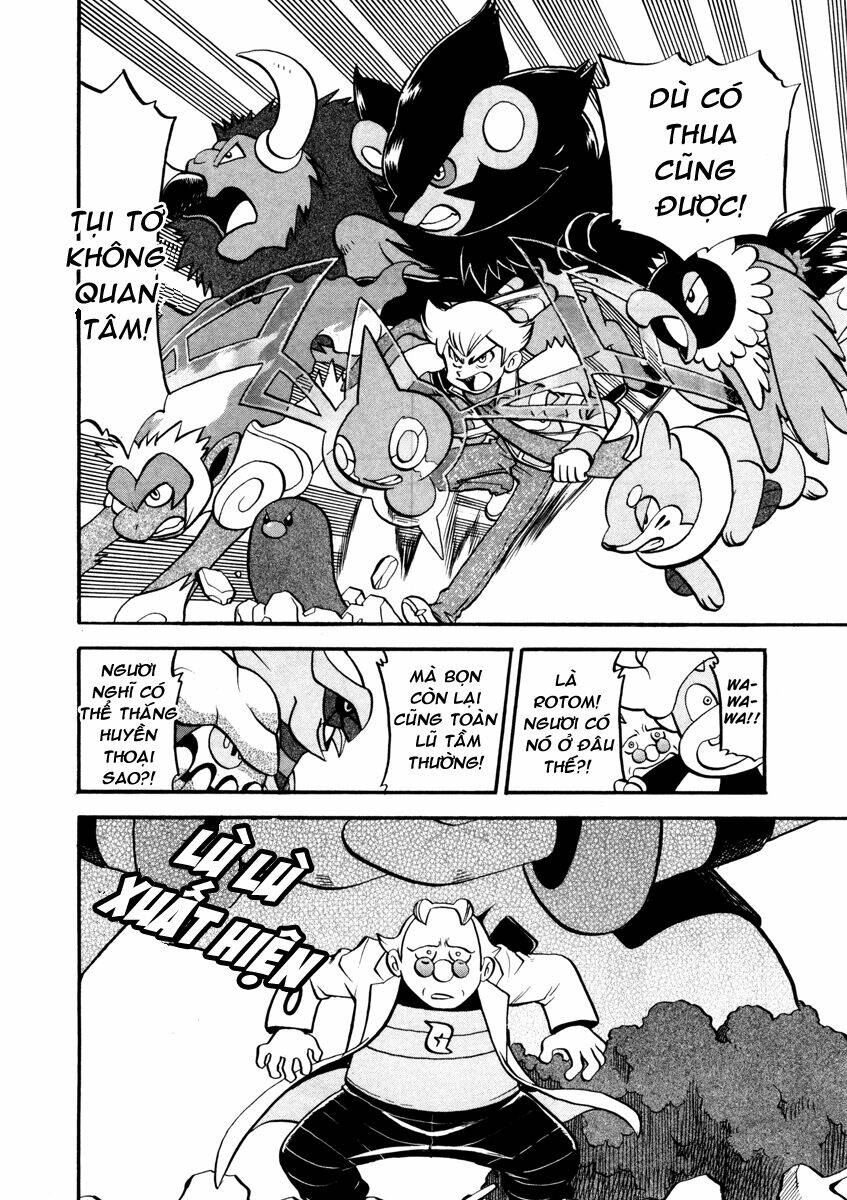 DÙ CÓ
THUA
CŨNG
ĐƯỢC!
TỤI TỚ
KHÔNG
QUAN
TÂM!
WA-
WA-
WA!!
LÀ
ROTOM!
NGƯƠI CÓ
NÓ Ở ĐÂU
THẾ?!
MÀ BỌN
CÒN LẠI
CŨNG TOÀN
LŨ TẦM
THƯỜNG!
NGƯƠI
NGHĨ CÓ
THỂ THẮNG
HUYỀN
THOẠI
SAO?!
LÙ LÙ
XUẤT HIỆN